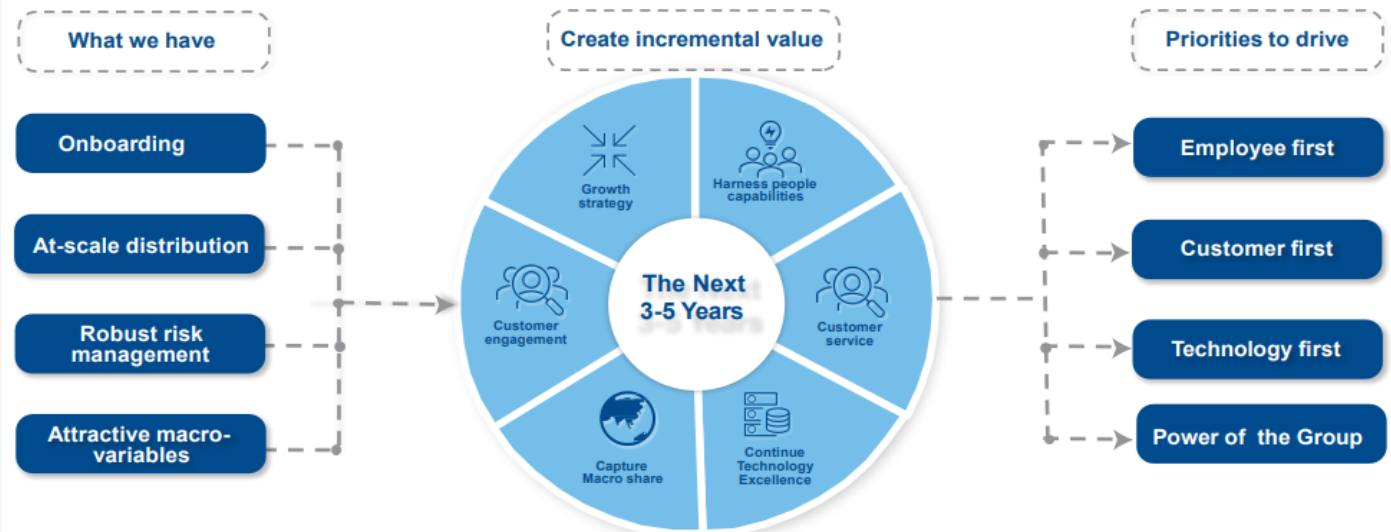 What we have
Create incremental value
Priorities to drive
Onboarding
At-scale distribution
Robust risk
management
Attractive macro-
variables
Growth
strategy
Harness people
capabilities
Customer
engagement
The Next
3-5 Years
Customer
service
Capture
Macro share
Continue
Technology
Excellence
Employee first
Customer first
Technology first
Power of the Group